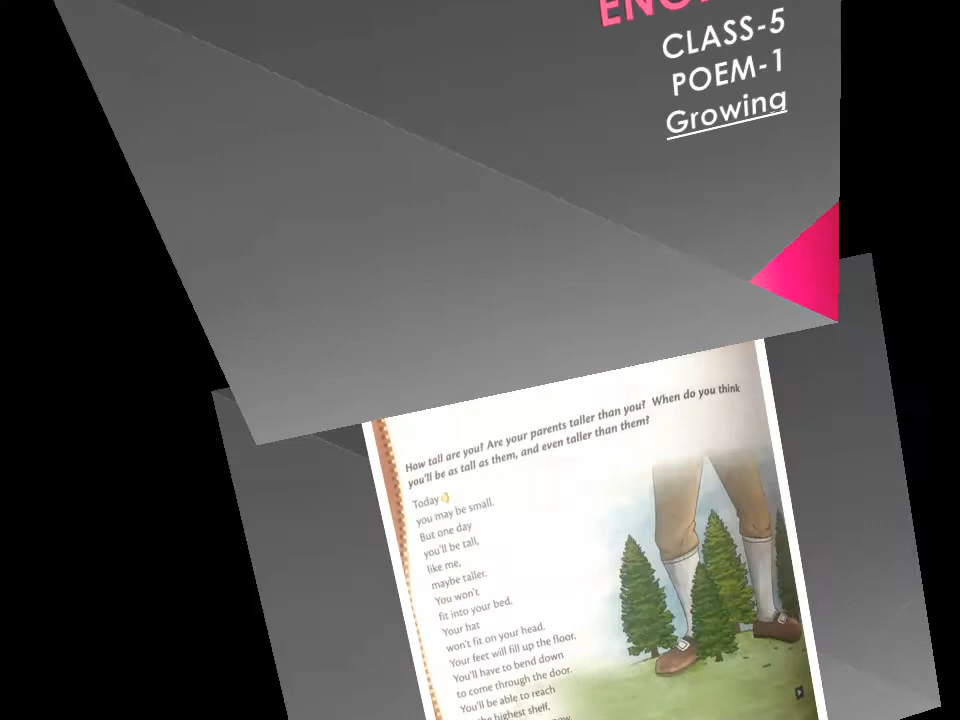 CLASS-5
POEM-1
Growing
How tall are you? Are your parents taller than you? When do you think
you'll be as tall as them, and even taller than them?
Today
you may be small.
But one day
you'll be tall,
like me,
maybe taller.
You won't
fit into your bed.
Your hat
won't fit on your head.
Your feet will fill up the floor.
You'll have to bend down
to come through the door.
You'll be able to reach
the highest shelf,